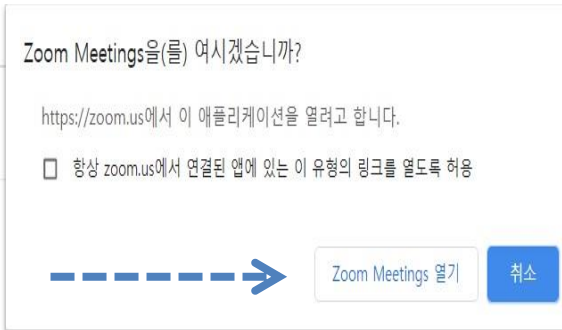 Zoom Meetings을(를) 여시겠습니까?
https://zoom.us에서 이 애플리케이션을 열려고 합니다.
항상 zoom.us에서 연결된 앱에 있는 이 유형의 링크를 열도록 허용
Zoom Meetings 열기 취소